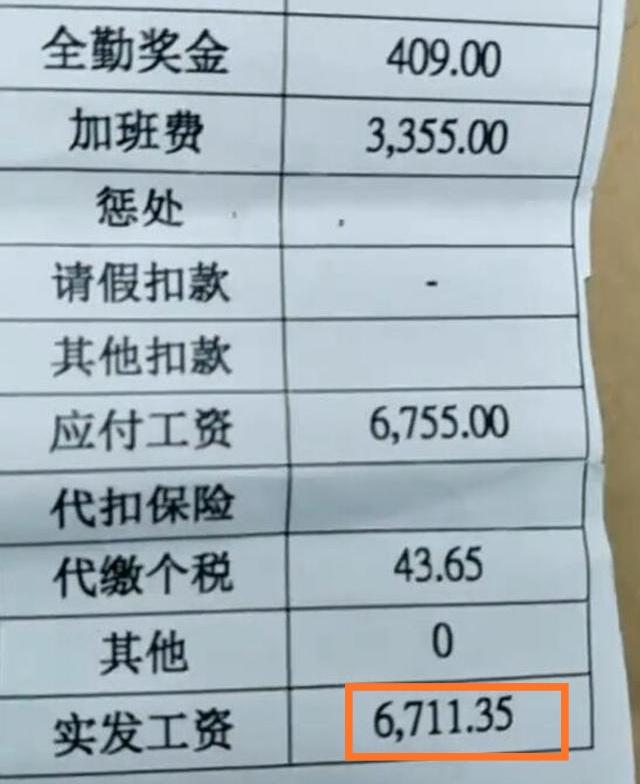 全勤奖金 409.00
加班费 3,355.00
惩处
请假扣款 -
其他扣款
应付工资 6,755.00
代扣保险
代缴个税 43.65
其他 0
实发工资 6,711.35